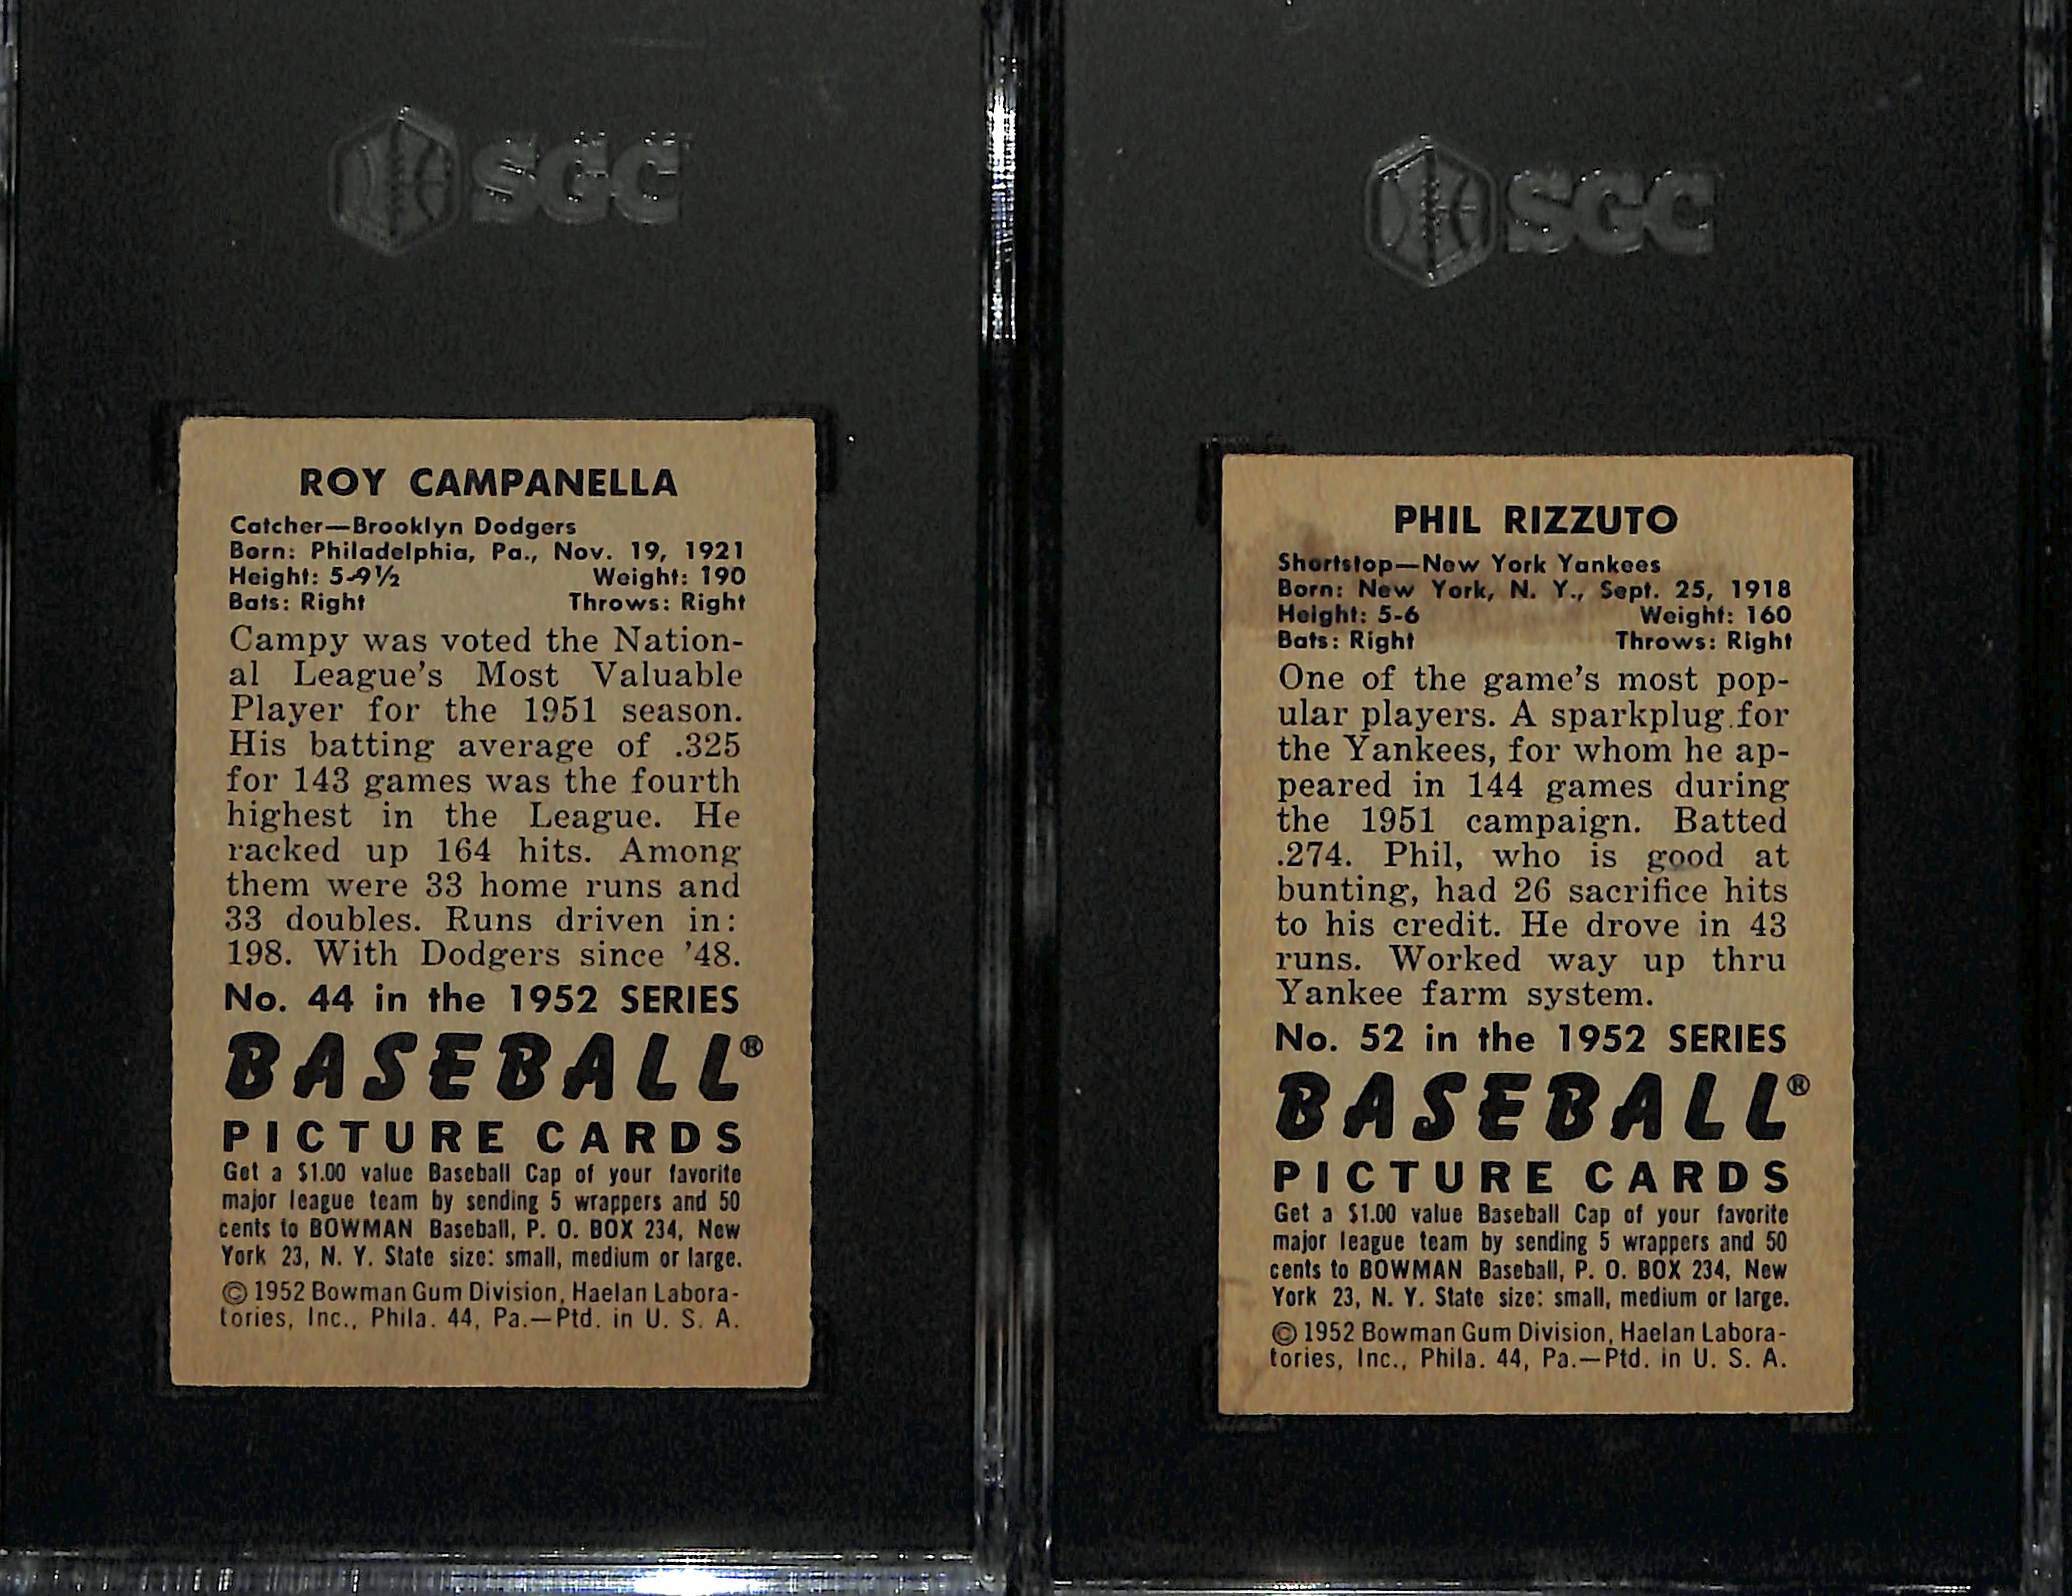 SGC
ROY CAMPANELLA
Catcher—Brooklyn Dodgers
Born: Philadelphia, Pa., Nov. 19, 1921
Height: 5-9½ Weight: 190
Bats: Right Throws: Right
Campy was voted the Nation-
al League's Most Valuable
Player for the 1951 season.
His batting average of .325
for 143 games was the fourth
highest in the League. He
racked up 164 hits. Among
them were 33 home runs and
33 doubles. Runs driven in:
198. With Dodgers since '48.
No. 44 in the 1952 SERIES
BASEBALL®
PICTURE CARDS
Get a $1.00 value Baseball Cap of your favorite
major league team by sending 5 wrappers and 50
cents to BOWMAN Baseball, P. O. BOX 234, New
York 23, N. Y. State size: small, medium or large.
© 1952 Bowman Gum Division, Haelan Labora-
tories, Inc., Phila. 44, Pa.—Ptd. in U. S. A.
SGC
PHIL RIZZUTO
Shortstop—New York Yankees
Born: New York, N. Y., Sept. 25, 1918
Height: 5-6 Weight: 160
Bats: Right Throws: Right
One of the game's most pop-
ular players. A sparkplug for
the Yankees, for whom he ap-
peared in 144 games during
the 1951 campaign. Batted
.274. Phil, who is good at
bunting, had 26 sacrifice hits
to his credit. He drove in 43
runs. Worked way up thru
Yankee farm system.
No. 52 in the 1952 SERIES
BASEBALL®
PICTURE CARDS
Get a $1.00 value Baseball Cap of your favorite
major league team by sending 5 wrappers and 50
cents to BOWMAN Baseball, P. O. BOX 234, New
York 23, N. Y. State size: small, medium or large.
© 1952 Bowman Gum Division, Haelan Labora-
tories, Inc., Phila. 44, Pa.—Ptd. in U. S. A.